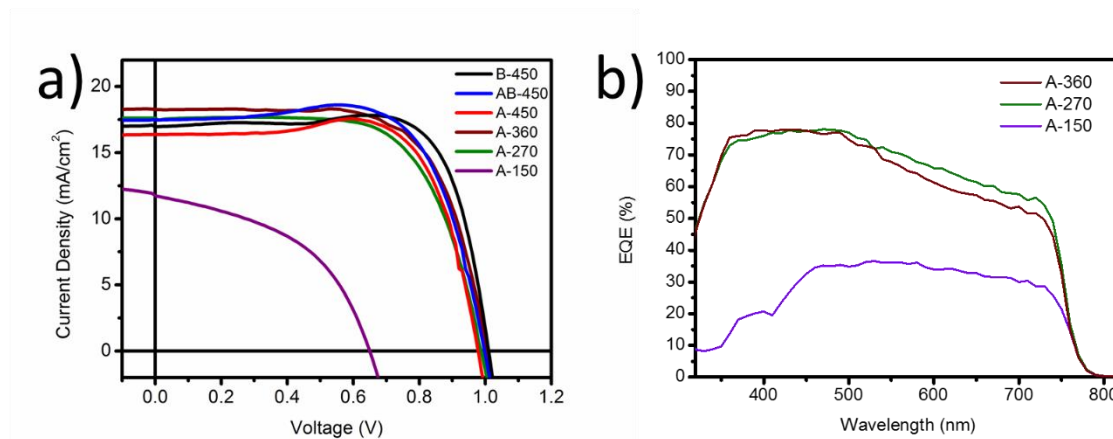 a)
B-450
AB-450
A-450
A-360
A-270
A-150
20
15
10
5
0
0.0 0.2 0.4 0.6 0.8 1.0 1.2
Current Density (mA/cm²)
Voltage (V)
b)
A-360
A-270
A-150
100
90
80
70
60
50
40
30
20
10
0
400 500 600 700 800
EQE (%)
Wavelength (nm)